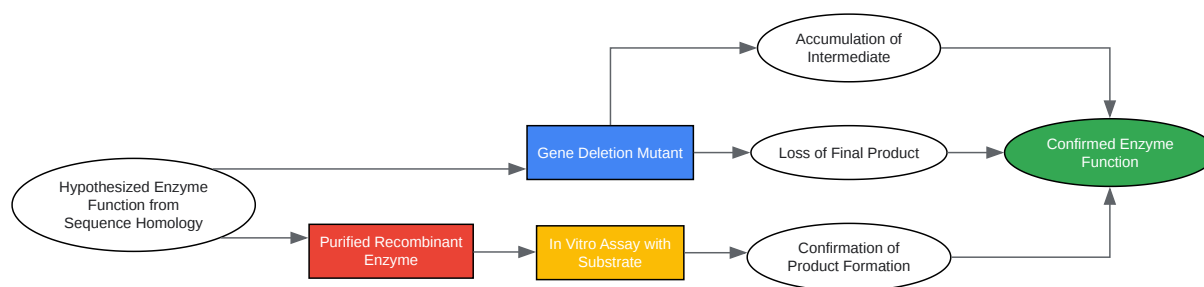 Accumulation of
Intermediate
Gene Deletion Mutant
Loss of Final Product
Confirmed Enzyme
Function
Hypothesized Enzyme
Function from
Sequence Homology
Purified Recombinant
Enzyme
In Vitro Assay with
Substrate
Confirmation of
Product Formation